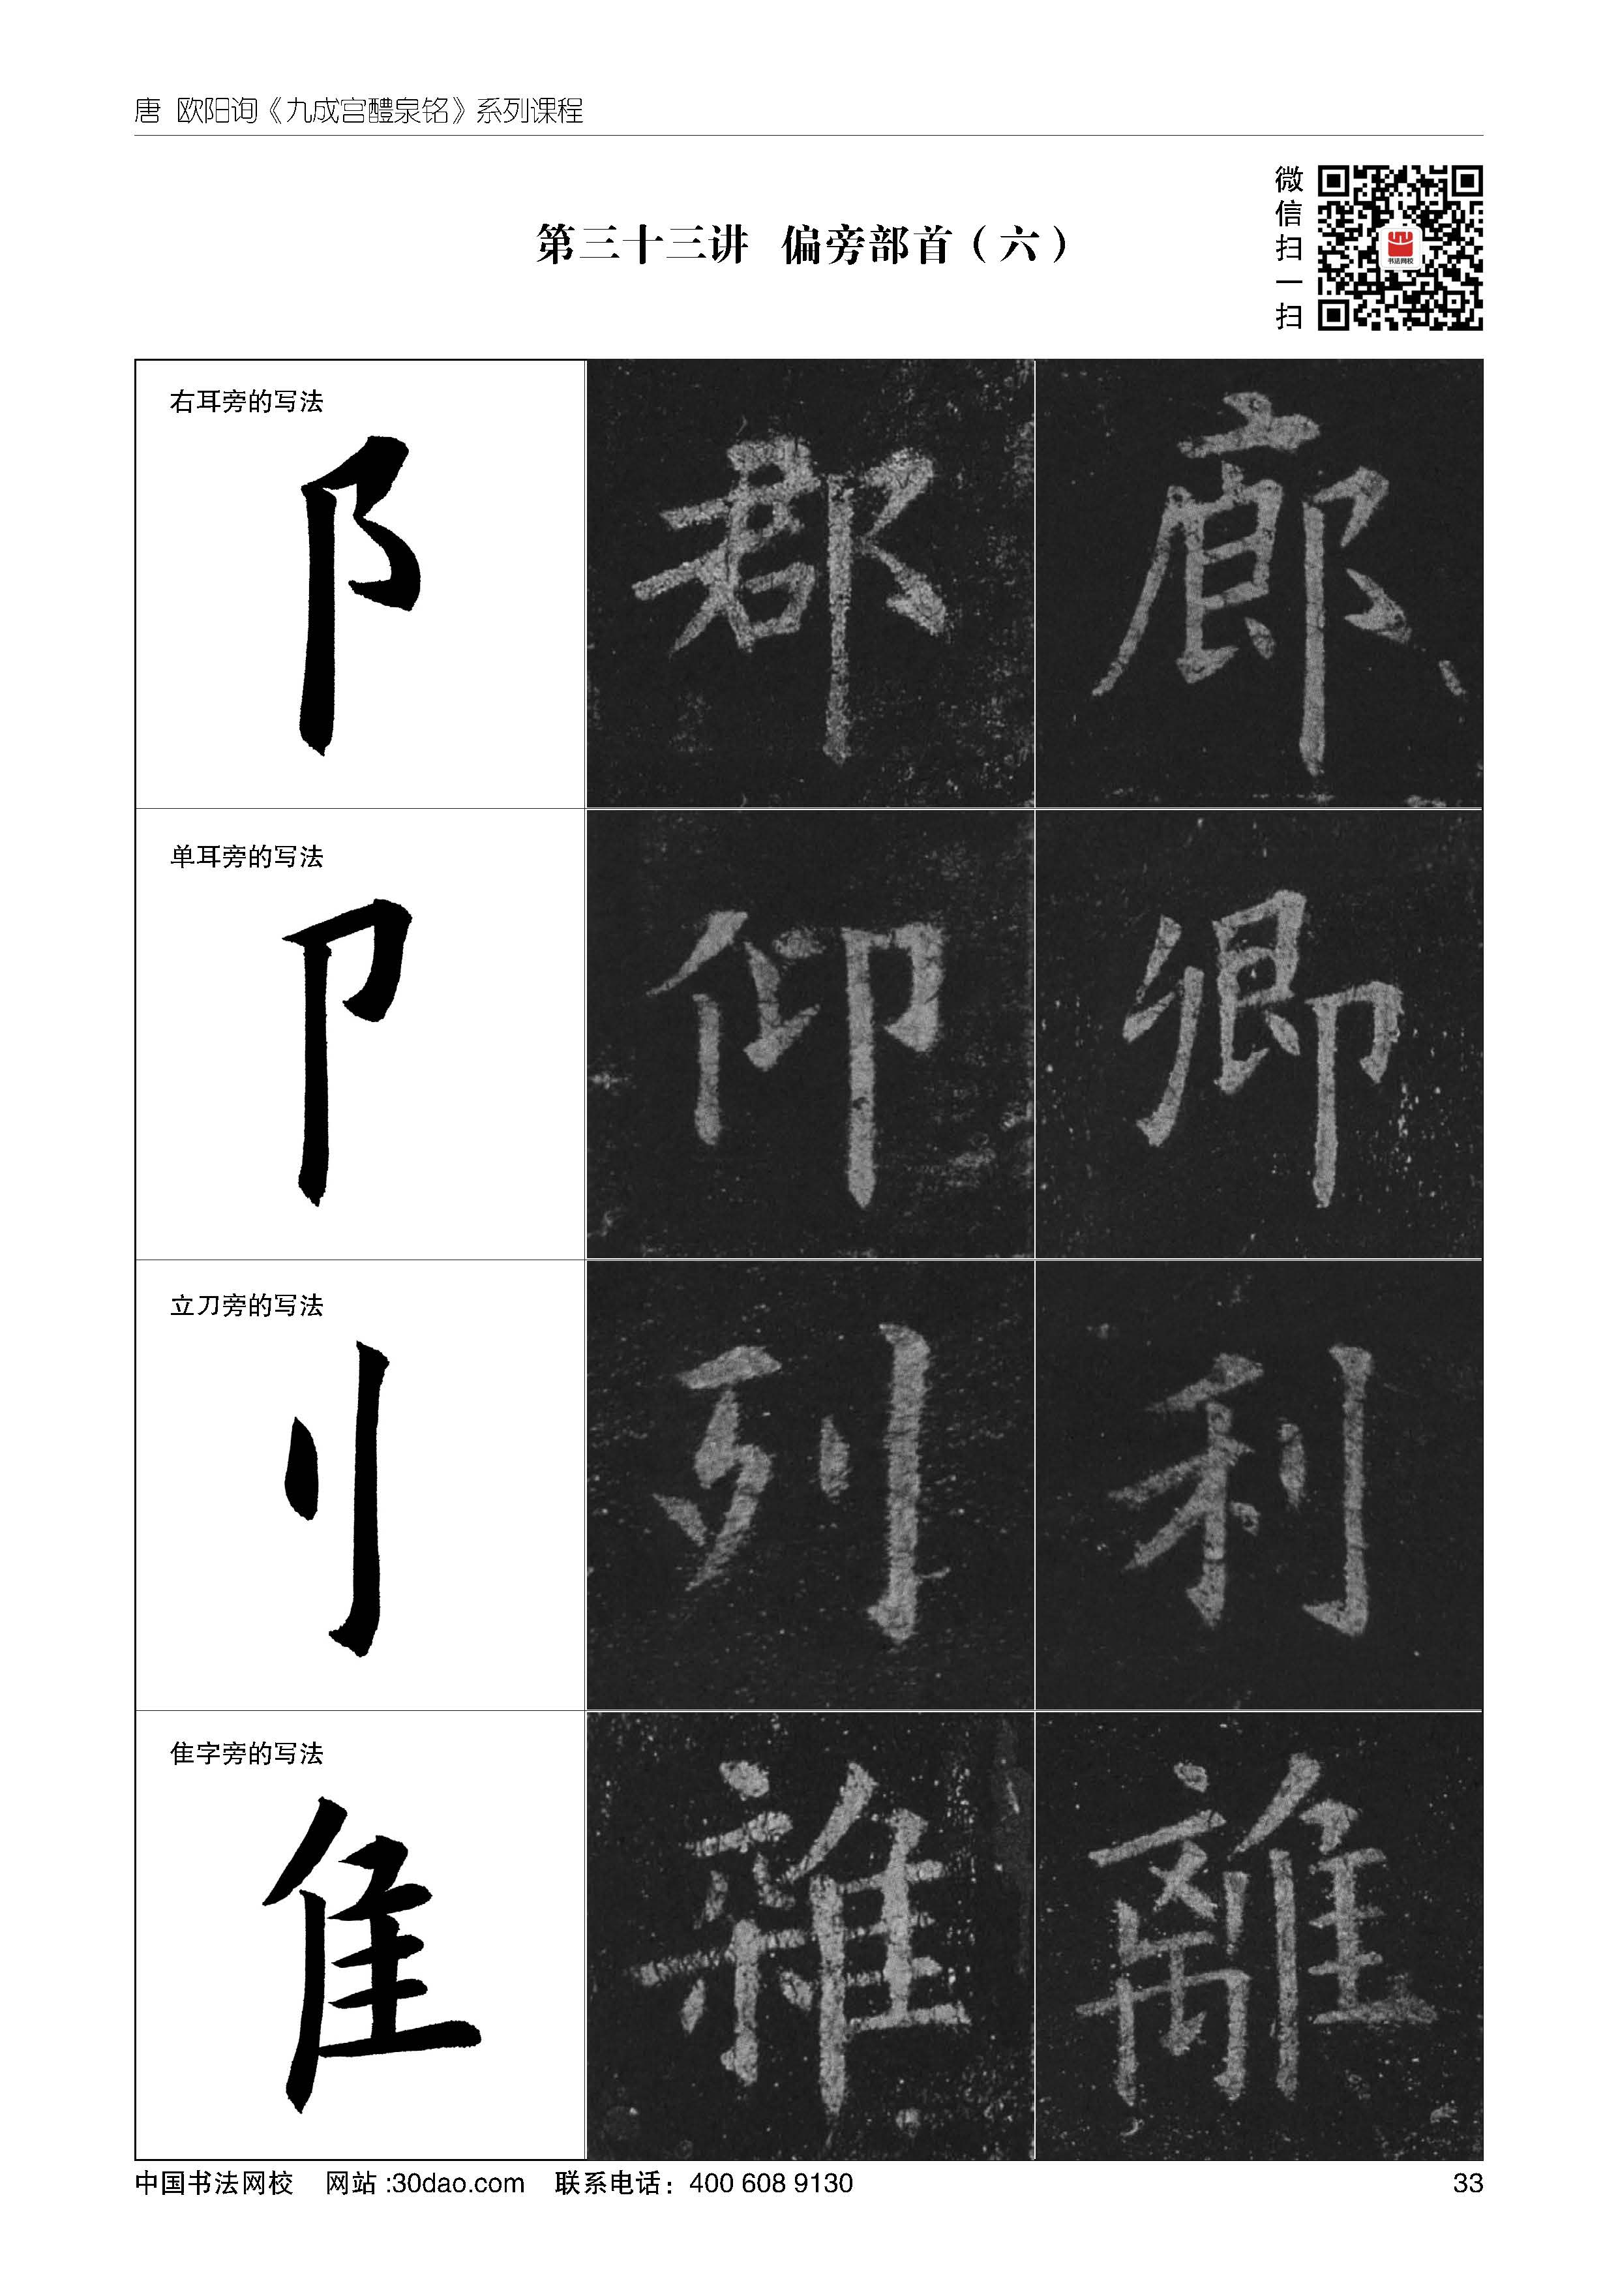 唐 欧阳询《九成宫醴泉铭》系列课程
第三十三讲 偏旁部首（六）
微信扫一扫
书法网校
右耳旁的写法
阝 郡 廊
单耳旁的写法
卩 仰 卿
立刀旁的写法
刂 列 利
隹字旁的写法
隹 雜 離
中国书法网校 网站:30dao.com 联系电话：400 608 9130
33